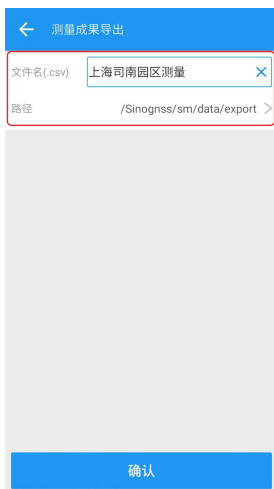 测量成果导出
文件名(.csv) 上海司南园区测量
路径 /Sinognss/sm/data/export
确认